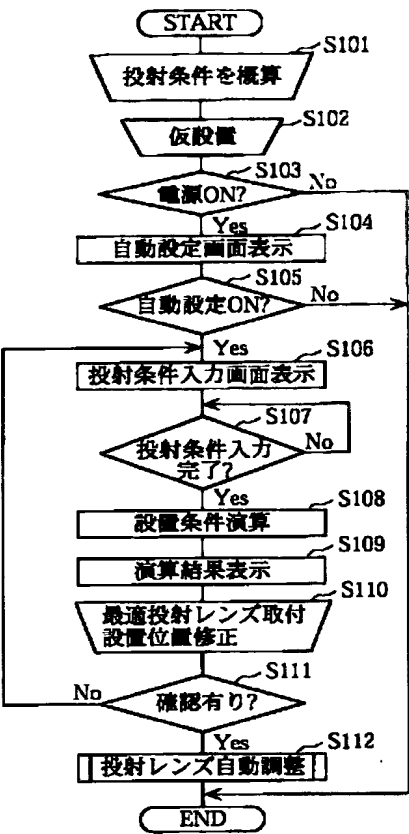 START
S101
投射条件を概算
S102
仮設置
S103
電源ON?
No
Yes
S104
自動設定画面表示
S105
自動設定ON?
No
Yes
S106
投射条件入力画面表示
S107
投射条件入力
完了?
No
Yes
S108
設置条件演算
S109
演算結果表示
S110
最適投射レンズ取付
設置位置修正
S111
No
確認有り?
Yes
S112
投射レンズ自動調整
END